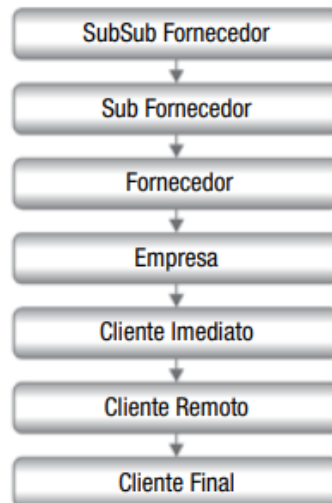 SubSub Fornecedor
Sub Fornecedor
Fornecedor
Empresa
Cliente Imediato
Cliente Remoto
Cliente Final